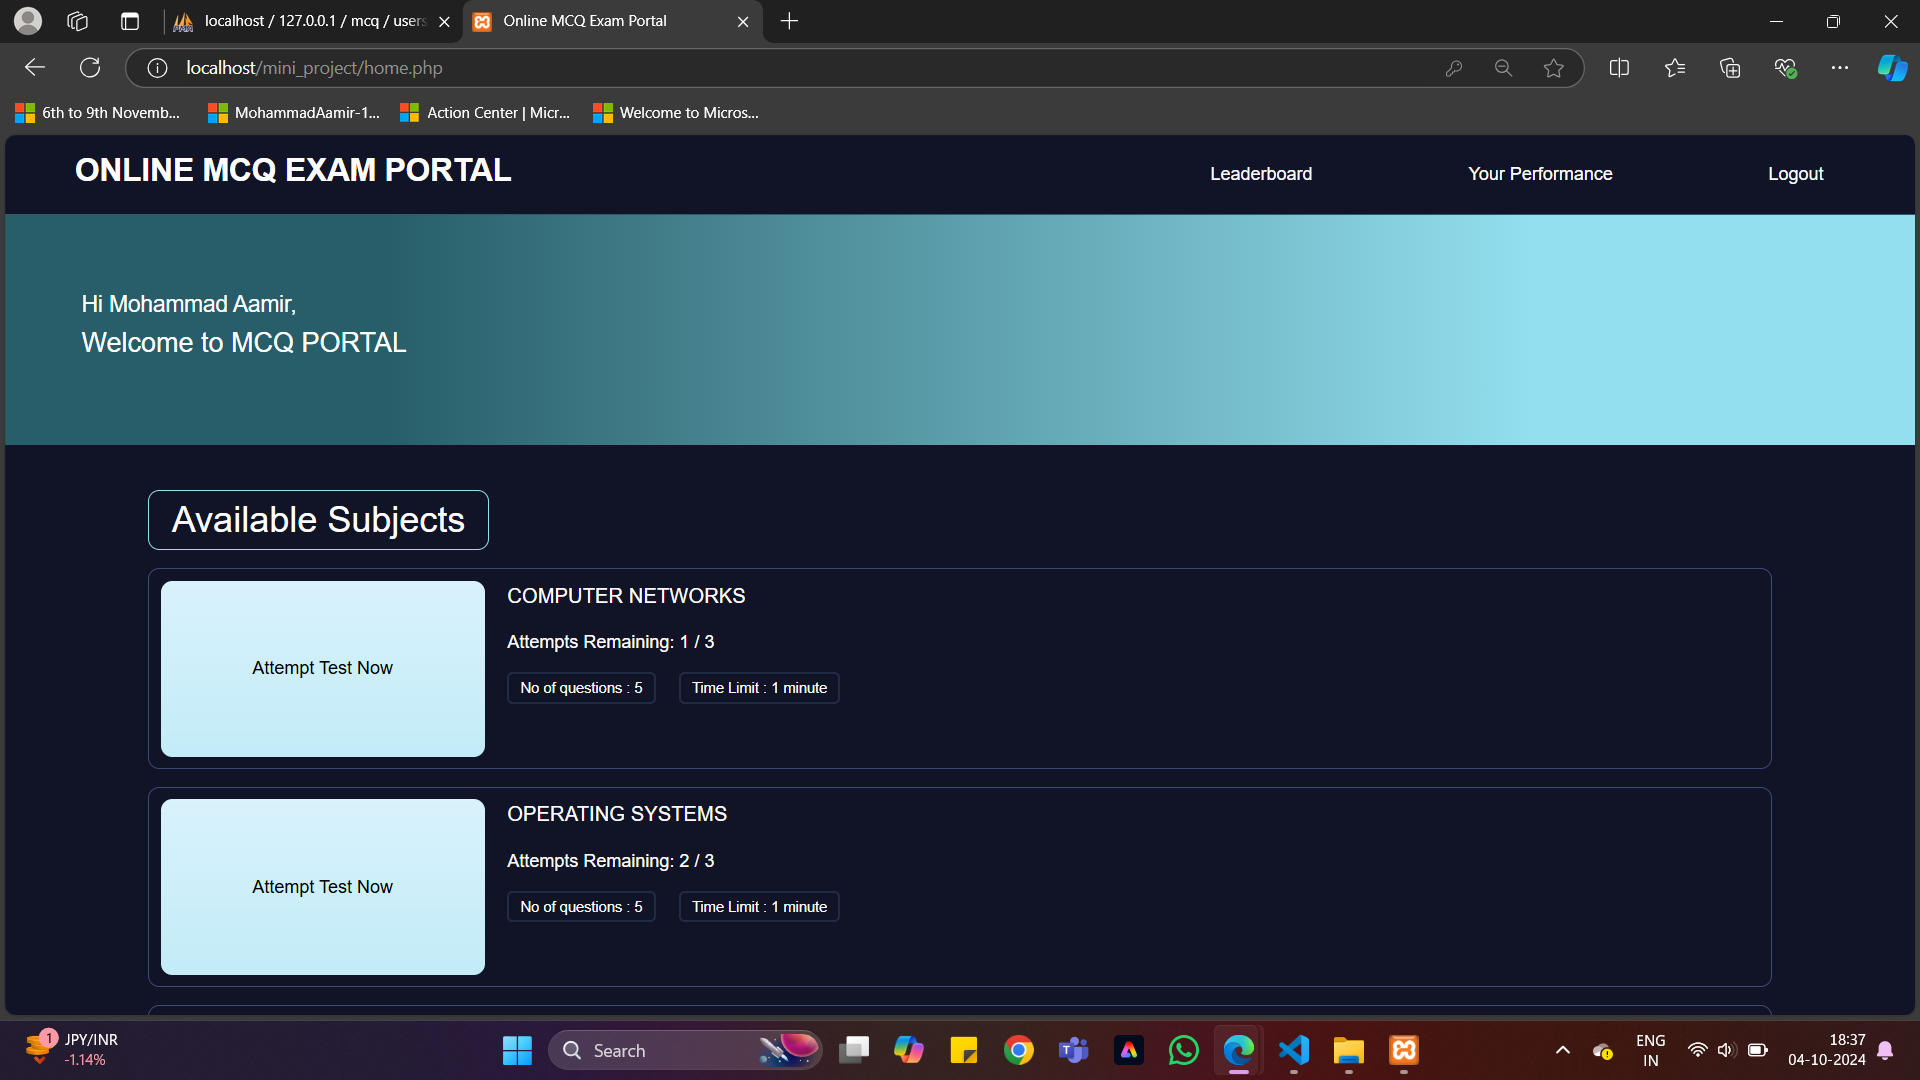 localhost / 127.0.0.1 / mcq / users
Online MCQ Exam Portal
localhost/mini_project/home.php
6th to 9th Novemb...
MohammadAamir-1...
Action Center | Micr...
Welcome to Micros...
ONLINE MCQ EXAM PORTAL
Leaderboard
Your Performance
Logout
Hi Mohammad Aamir,
Welcome to MCQ PORTAL
Available Subjects
Attempt Test Now
COMPUTER NETWORKS
Attempts Remaining: 1 / 3
No of questions : 5
Time Limit : 1 minute
Attempt Test Now
OPERATING SYSTEMS
Attempts Remaining: 2 / 3
No of questions : 5
Time Limit : 1 minute
1
JPY/INR
-1.14%
Search
ENG
IN
18:37
04-10-2024